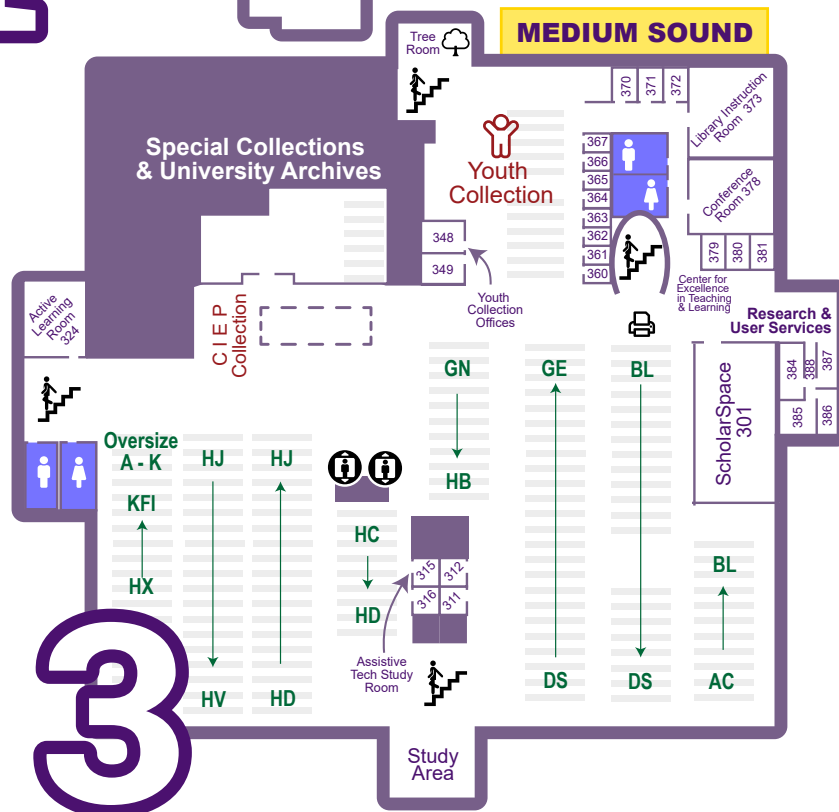 MEDIUM SOUND
Tree
Room
370
371
372
Library Instruction
Room 373
Special Collections
& University Archives
Youth
Collection
367
366
365
364
363
362
361
360
Conference
Room 378
379
380
381
348
349
Youth
Collection
Offices
Center for
Excellence
in Teaching
& Learning
Active
Learning
Room
324
CIEP
Collection
Research &
User Services
384
388
387
385
386
ScholarSpace
301
GN
GE
BL
Oversize
A - K
HJ
HJ
HB
KFI
HC
HX
HD
315
312
316
311
BL
Assistive
Tech Study
Room
HV
HD
DS
DS
AC
Study
Area
3